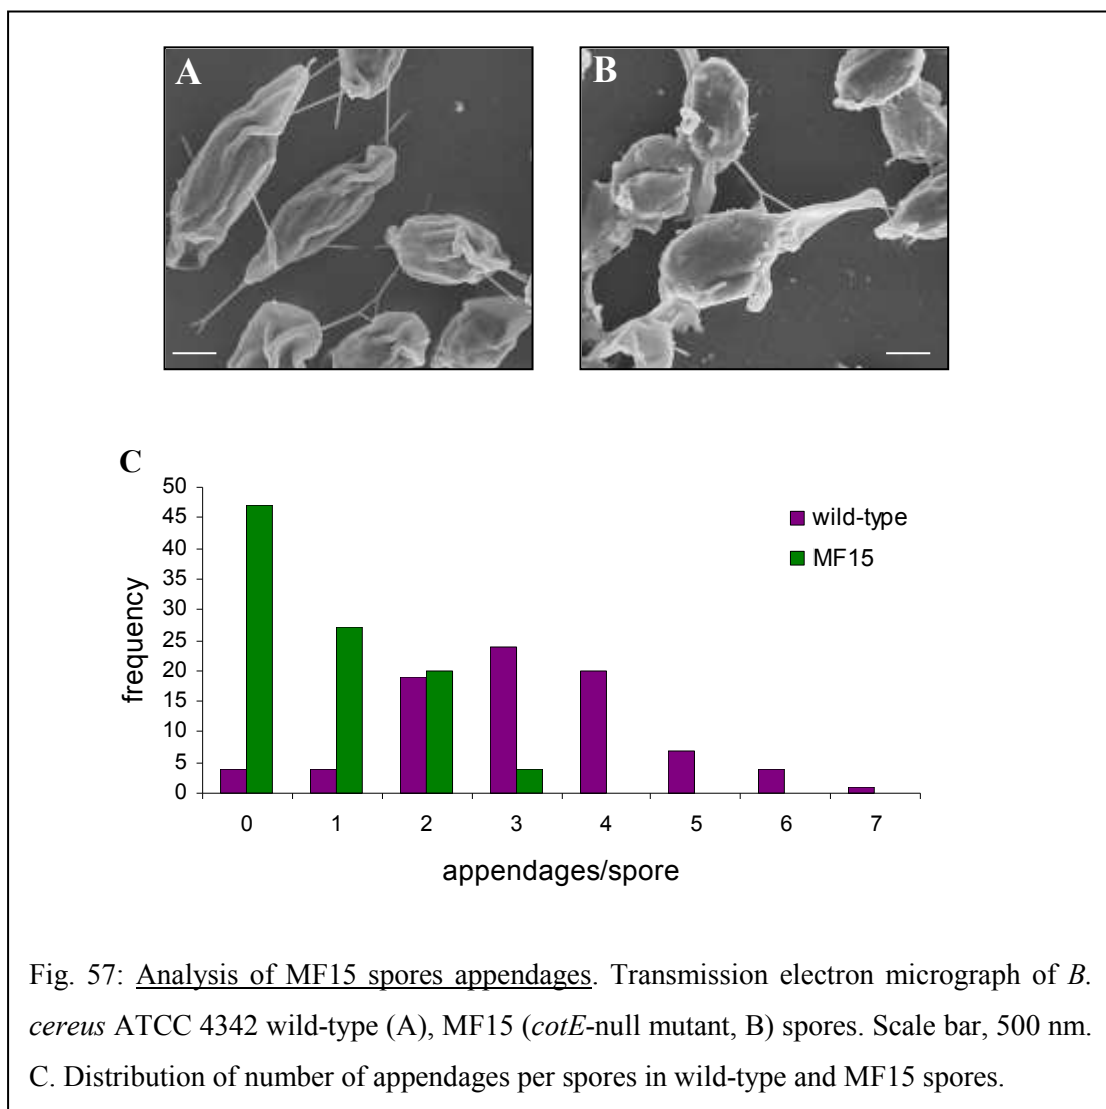 A
B
C
50
45
40
35
30
25
20
15
10
5
0
frequency
wild-type
MF15
0 1 2 3 4 5 6 7
appendages/spore
Fig. 57: Analysis of MF15 spores appendages. Transmission electron micrograph of B.
cereus ATCC 4342 wild-type (A), MF15 (cotE-null mutant, B) spores. Scale bar, 500 nm.
C. Distribution of number of appendages per spores in wild-type and MF15 spores.